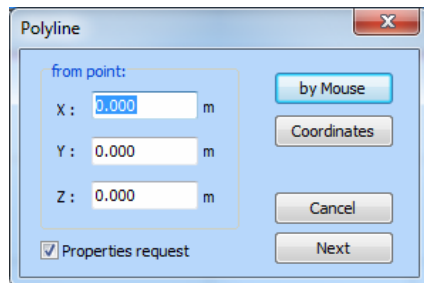 Polyline
from point:
X : 0.000 m
Y : 0.000 m
Z : 0.000 m
Properties request
by Mouse
Coordinates
Cancel
Next